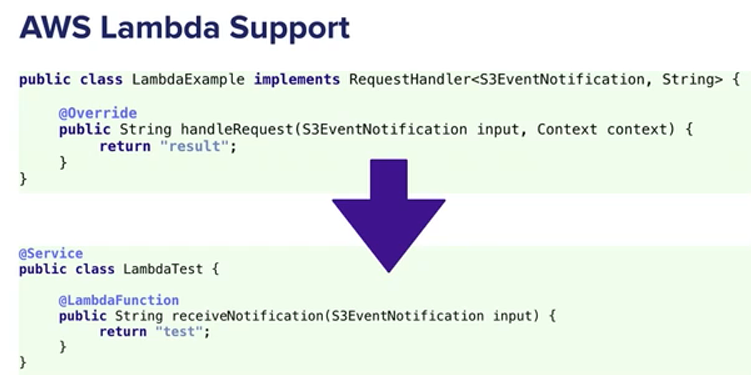 AWS Lambda Support
public class LambdaExample implements RequestHandler<S3EventNotification, String> {
@Override
public String handleRequest(S3EventNotification input, Context context) {
return "result";
}
}
@Service
public class LambdaTest {
@LambdaFunction
public String receiveNotification(S3EventNotification input) {
return "test";
}
}